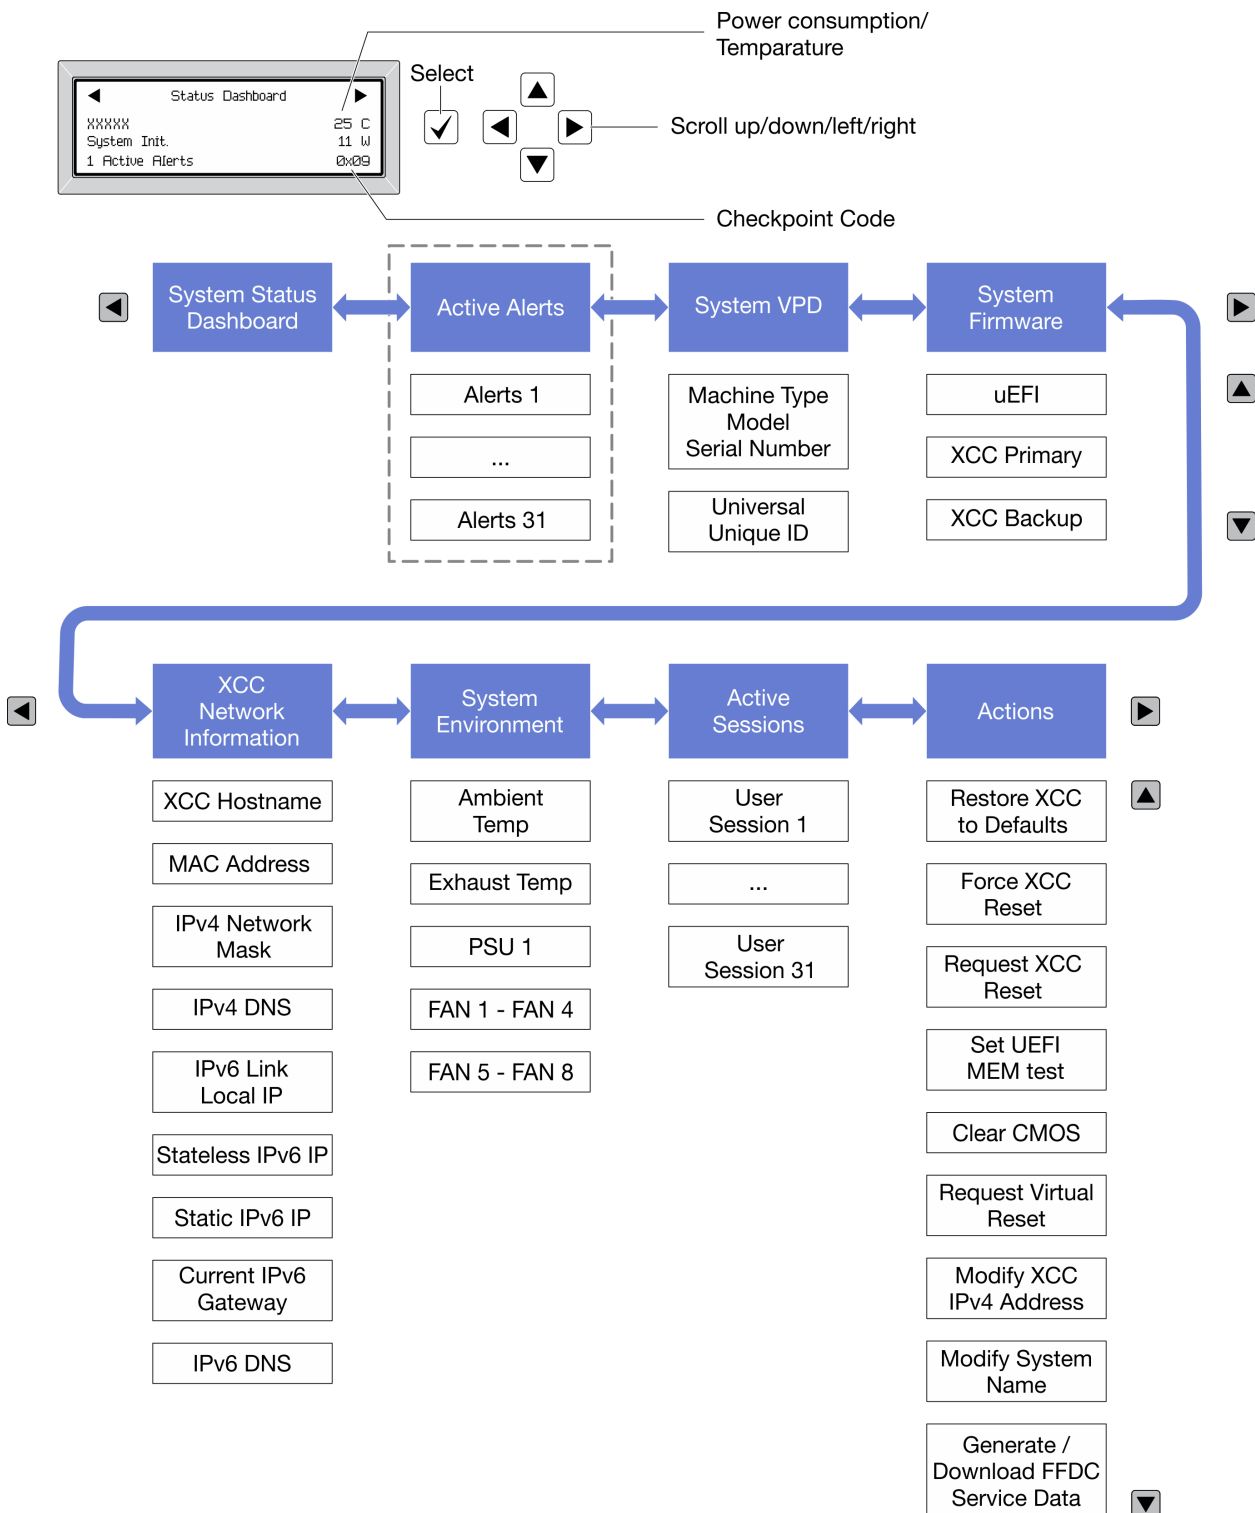 Power consumption/
Temparature
Select
Status Dashboard
XXXXX 25 C
System Init. 11 W
1 Active Alerts 0x09
Scroll up/down/left/right
Checkpoint Code
System Status
Dashboard
Active Alerts
System VPD
System
Firmware
Alerts 1
...
Alerts 31
Machine Type
Model
Serial Number
Universal
Unique ID
uEFI
XCC Primary
XCC Backup
XCC
Network
Information
System
Environment
Active
Sessions
Actions
XCC Hostname
MAC Address
IPv4 Network
Mask
IPv4 DNS
IPv6 Link
Local IP
Stateless IPv6 IP
Static IPv6 IP
Current IPv6
Gateway
IPv6 DNS
Ambient
Temp
Exhaust Temp
PSU 1
FAN 1 - FAN 4
FAN 5 - FAN 8
User
Session 1
...
User
Session 31
Restore XCC
to Defaults
Force XCC
Reset
Request XCC
Reset
Set UEFI
MEM test
Clear CMOS
Request Virtual
Reset
Modify XCC
IPv4 Address
Modify System
Name
Generate /
Download FFDC
Service Data